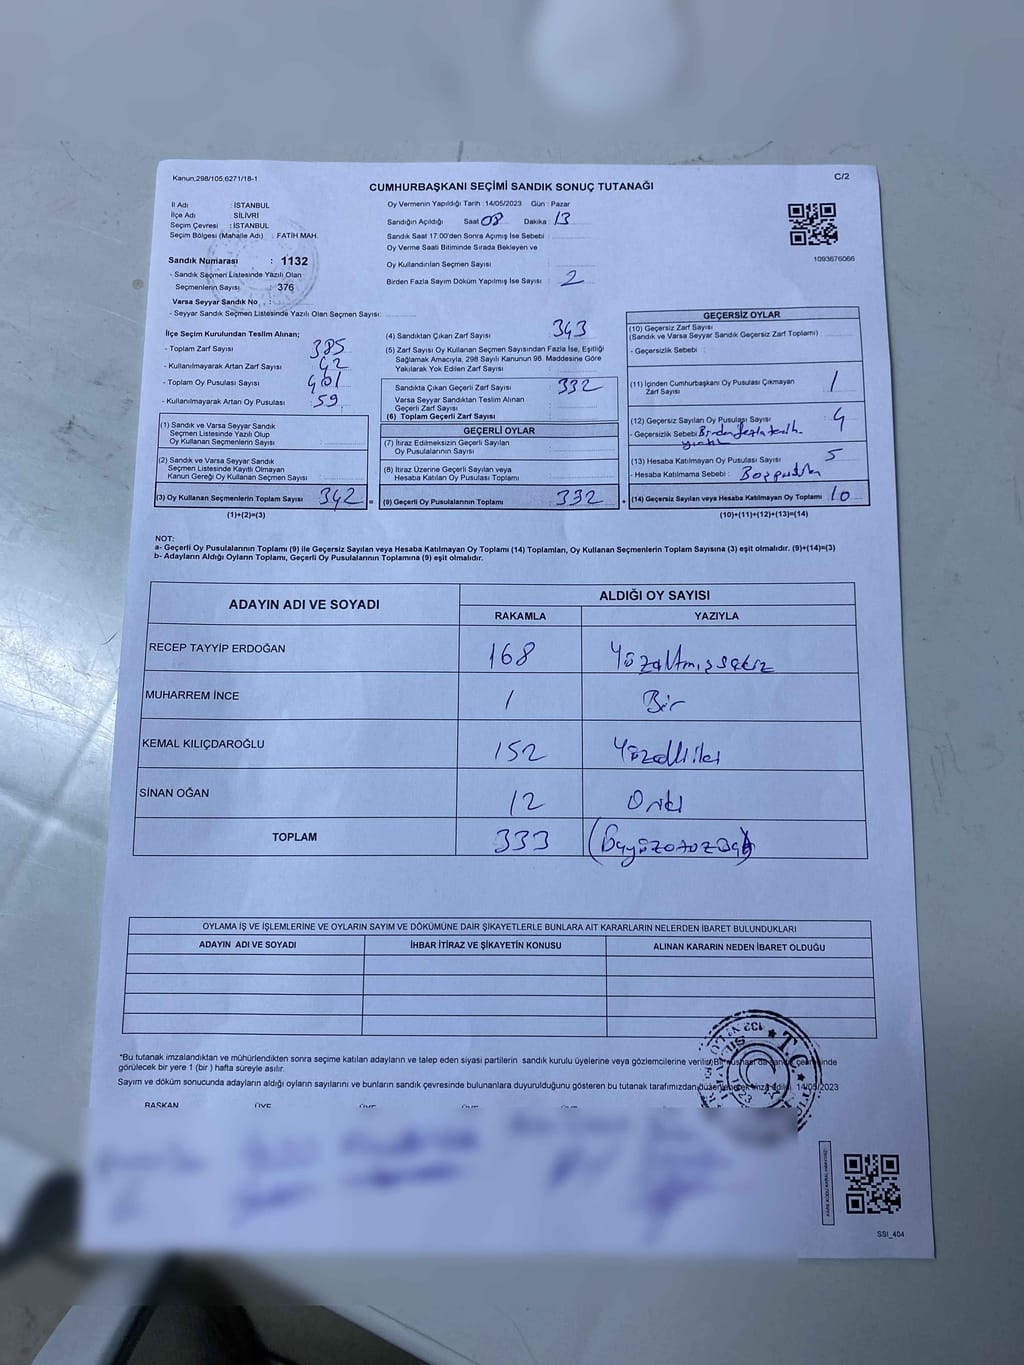 Kanun,298/105;6271/18-1
C/2
CUMHURBAŞKANI SEÇİMİ SANDIK SONUÇ TUTANAĞI
İl Adı : İSTANBUL
İlçe Adı : SİLİVRİ
Seçim Çevresi : İSTANBUL
Seçim Bölgesi (Mahalle Adı) : FATİH MAH.
Sandık Numarası : 1132
- Sandık Seçmen Listesinde Yazılı Olan
Seçmenlerin Sayısı : 376
Varsa Seyyar Sandık No :
- Seyyar Sandık Seçmen Listesinde Yazılı Olan Seçmen Sayısı:
Oy Vermenin Yapıldığı Tarih :14/05/2023 Gün : Pazar
Sandığın Açıldığı Saat 08 Dakika : 13
Sandık Saat 17:00'den Sonra Açımış İse Sebebi
Oy Verme Saati Bitiminde Sırada Bekleyen ve
Oy Kullandırılan Seçmen Sayısı
Birden Fazla Sayım Döküm Yapılmış İse Sayısı 2
1093676066
İlçe Seçim Kurulundan Teslim Alınan;
- Toplam Zarf Sayısı : 385
- Kullanılmayarak Artan Zarf Sayısı : 42
- Toplam Oy Pusulası Sayısı : 401
- Kullanılmayarak Artan Oy Pusulası : 59
(1) Sandık ve Varsa Seyyar Sandık
Seçmen Listesinde Yazılı Olup
Oy Kullanan Seçmenlerin Sayısı
(2) Sandık ve Varsa Seyyar Sandık
Seçmen Listesinde Kayıtlı Olmayan
Kanun Gereği Oy Kullanan Seçmen Sayısı
(3) Oy Kullanan Seçmenlerin Toplam Sayısı 342 =
(1)+(2)=(3)
(4) Sandıktan Çıkan Zarf Sayısı 343
(5) Zarf Sayısı Oy Kullanan Seçmen Sayısından Fazla İse, Eşitliği
Sağlamak Amacıyla, 298 Sayılı Kanunun 98. Maddesine Göre
Yakılarak Yok Edilen Zarf Sayısı
Sandıkta Çıkan Geçerli Zarf Sayısı 332
Varsa Seyyar Sandıktan Teslim Alınan
Geçerli Zarf Sayısı
(6) Toplam Geçerli Zarf Sayısı
GEÇERLİ OYLAR
(7) İtiraz Edilmeksizin Geçerli Sayılan
Oy Pusulasının Sayısı
(8) İtiraz Üzerine Geçerli Sayılan veya
Hesaba Katılan Oy Pusulası Toplamı
(9) Geçerli Oy Pusulalarının Toplamı 332 +
GEÇERSİZ OYLAR
(10) Geçersiz Zarf Sayısı
(Sandık ve Varsa Seyyar Sandık Geçersiz Zarf Toplamı)
- Geçersizlik Sebebi :
(11) İçinden Cumhurbaşkanı Oy Pusulası Çıkmayan
Zarf Sayısı 1
(12) Geçersiz Sayılan Oy Pusulası Sayısı 4
- Geçersizlik Sebebi
(13) Hesaba Katılmayan Oy Pusulası Sayısı 5
- Hesaba Katılmama Sebebi :
(14) Geçersiz Sayılan veya Hesaba Katılmayan Oy Toplamı 10
(10)+(11)+(12)+(13)=(14)
NOT:
a- Geçerli Oy Pusulalarının Toplamı (9) ile Geçersiz Sayılan veya Hesaba Katılmayan Oy Toplamı (14) Toplamları, Oy Kullanan Seçmenlerin Toplam Sayısına (3) eşit olmalıdır. (9)+(14)=(3)
b- Adayların Aldığı Oyların Toplamı, Geçerli Oy Pusulalarının Toplamına (9) eşit olmalıdır.
ADAYIN ADI VE SOYADI
ALDIĞI OY SAYISI
RAKAMLA YAZIYLA
RECEP TAYYİP ERDOĞAN 168 Yüzaltmışsekiz
MUHARREM İNCE 1 Bir
KEMAL KILIÇDAROĞLU 152 Yüzelliiki
SİNAN OĞAN 12 Oniki
TOPLAM 333
OYLAMA İŞ VE İŞLEMLERİNE VE OYLARIN SAYIM VE DÖKÜMÜNE DAİR ŞİKAYETLERLE BUNLARA AİT KARARLARIN NELERDEN İBARET BULUNDUKLARI
ADAYIN ADI VE SOYADI İHBAR İTİRAZ VE ŞİKAYETİN KONUSU ALINAN KARARIN NEDEN İBARET OLDUĞU
*Bu tutanak imzalandıktan ve mühürlendikten sonra seçime katılan adayların ve talep eden siyasi partilerin sandık kurulu üyelerine veya gözlemcilerine verilir. Bir
görülecek bir yere 1 (bir ) hafta süreyle asılır.
Sayım ve döküm sonucunda adayların aldığı oyların sayılarını ve bunların sandık çevresinde bulunanlara duyurulduğunu gösteren bu tutanak tarafımızdan 14/05/2023
BAŞKAN ÜYE ÜYE ÜYE ÜYE
T.C.
SSI_404